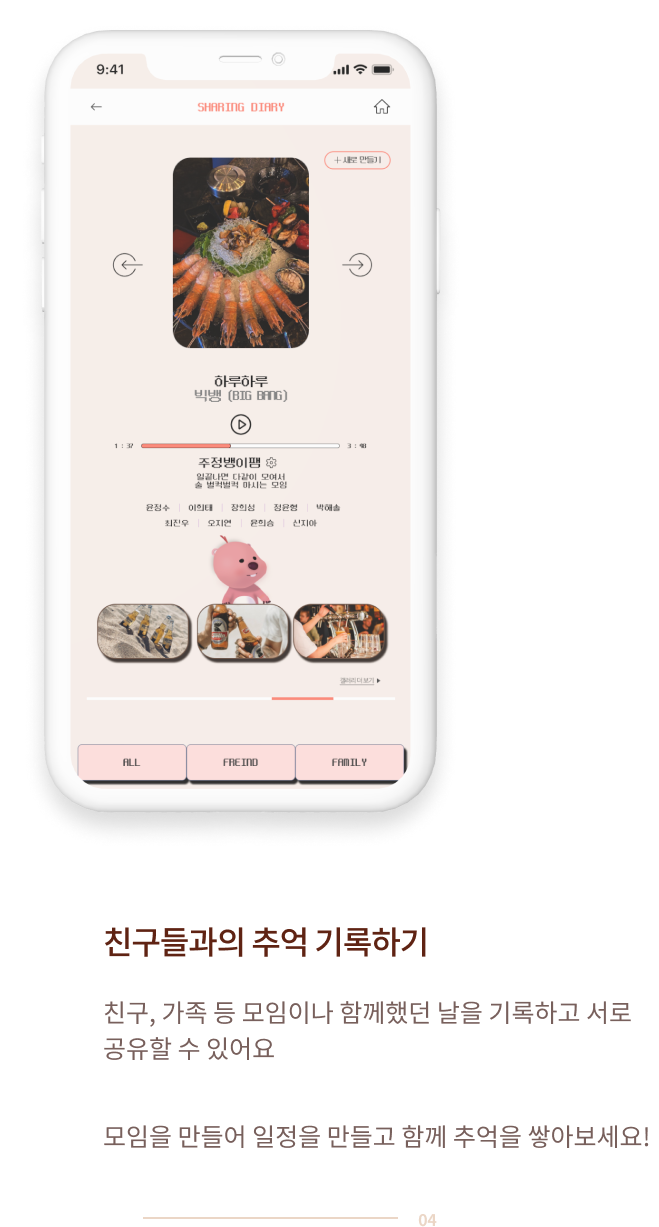 9:41
SHARING DIARY
+ 새로 만들기
하루하루
빅뱅 (BIG BANG)
1 : 37
3 : 48
주정뱅이팸
일끝나면 다같이 모여서
술 벌컥벌컥 마시는 모임
윤정수 | 이희태 | 장희성 | 정윤형 | 박해솔
최진우 | 오지연 | 윤희승 | 신지아
갤러리 더 보기 ▶
ALL
FREIND
FAMILY
친구들과의 추억 기록하기
친구, 가족 등 모임이나 함께했던 날을 기록하고 서로
공유할 수 있어요
모임을 만들어 일정을 만들고 함께 추억을 쌓아보세요!
04